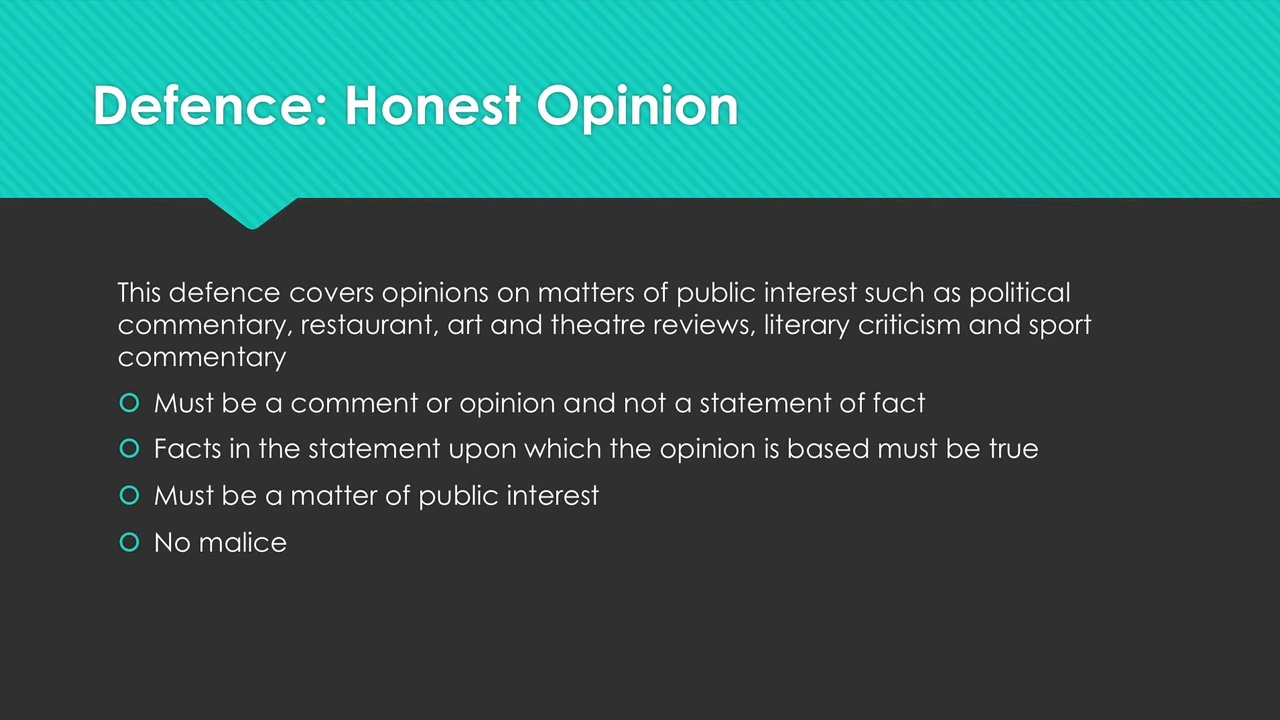 Defence: Honest Opinion
This defence covers opinions on matters of public interest such as political
commentary, restaurant, art and theatre reviews, literary criticism and sport
commentary
Must be a comment or opinion and not a statement of fact
Facts in the statement upon which the opinion is based must be true
Must be a matter of public interest
No malice